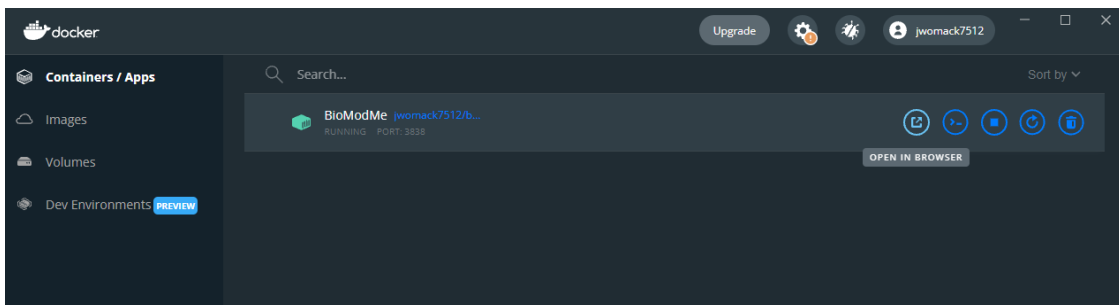 docker
Upgrade
jwomack7512
Containers / Apps
Images
Volumes
Dev Environments PREVIEW
Search...
Sort by
BioModMe jwomack7512/b...
RUNNING PORT: 3838
OPEN IN BROWSER